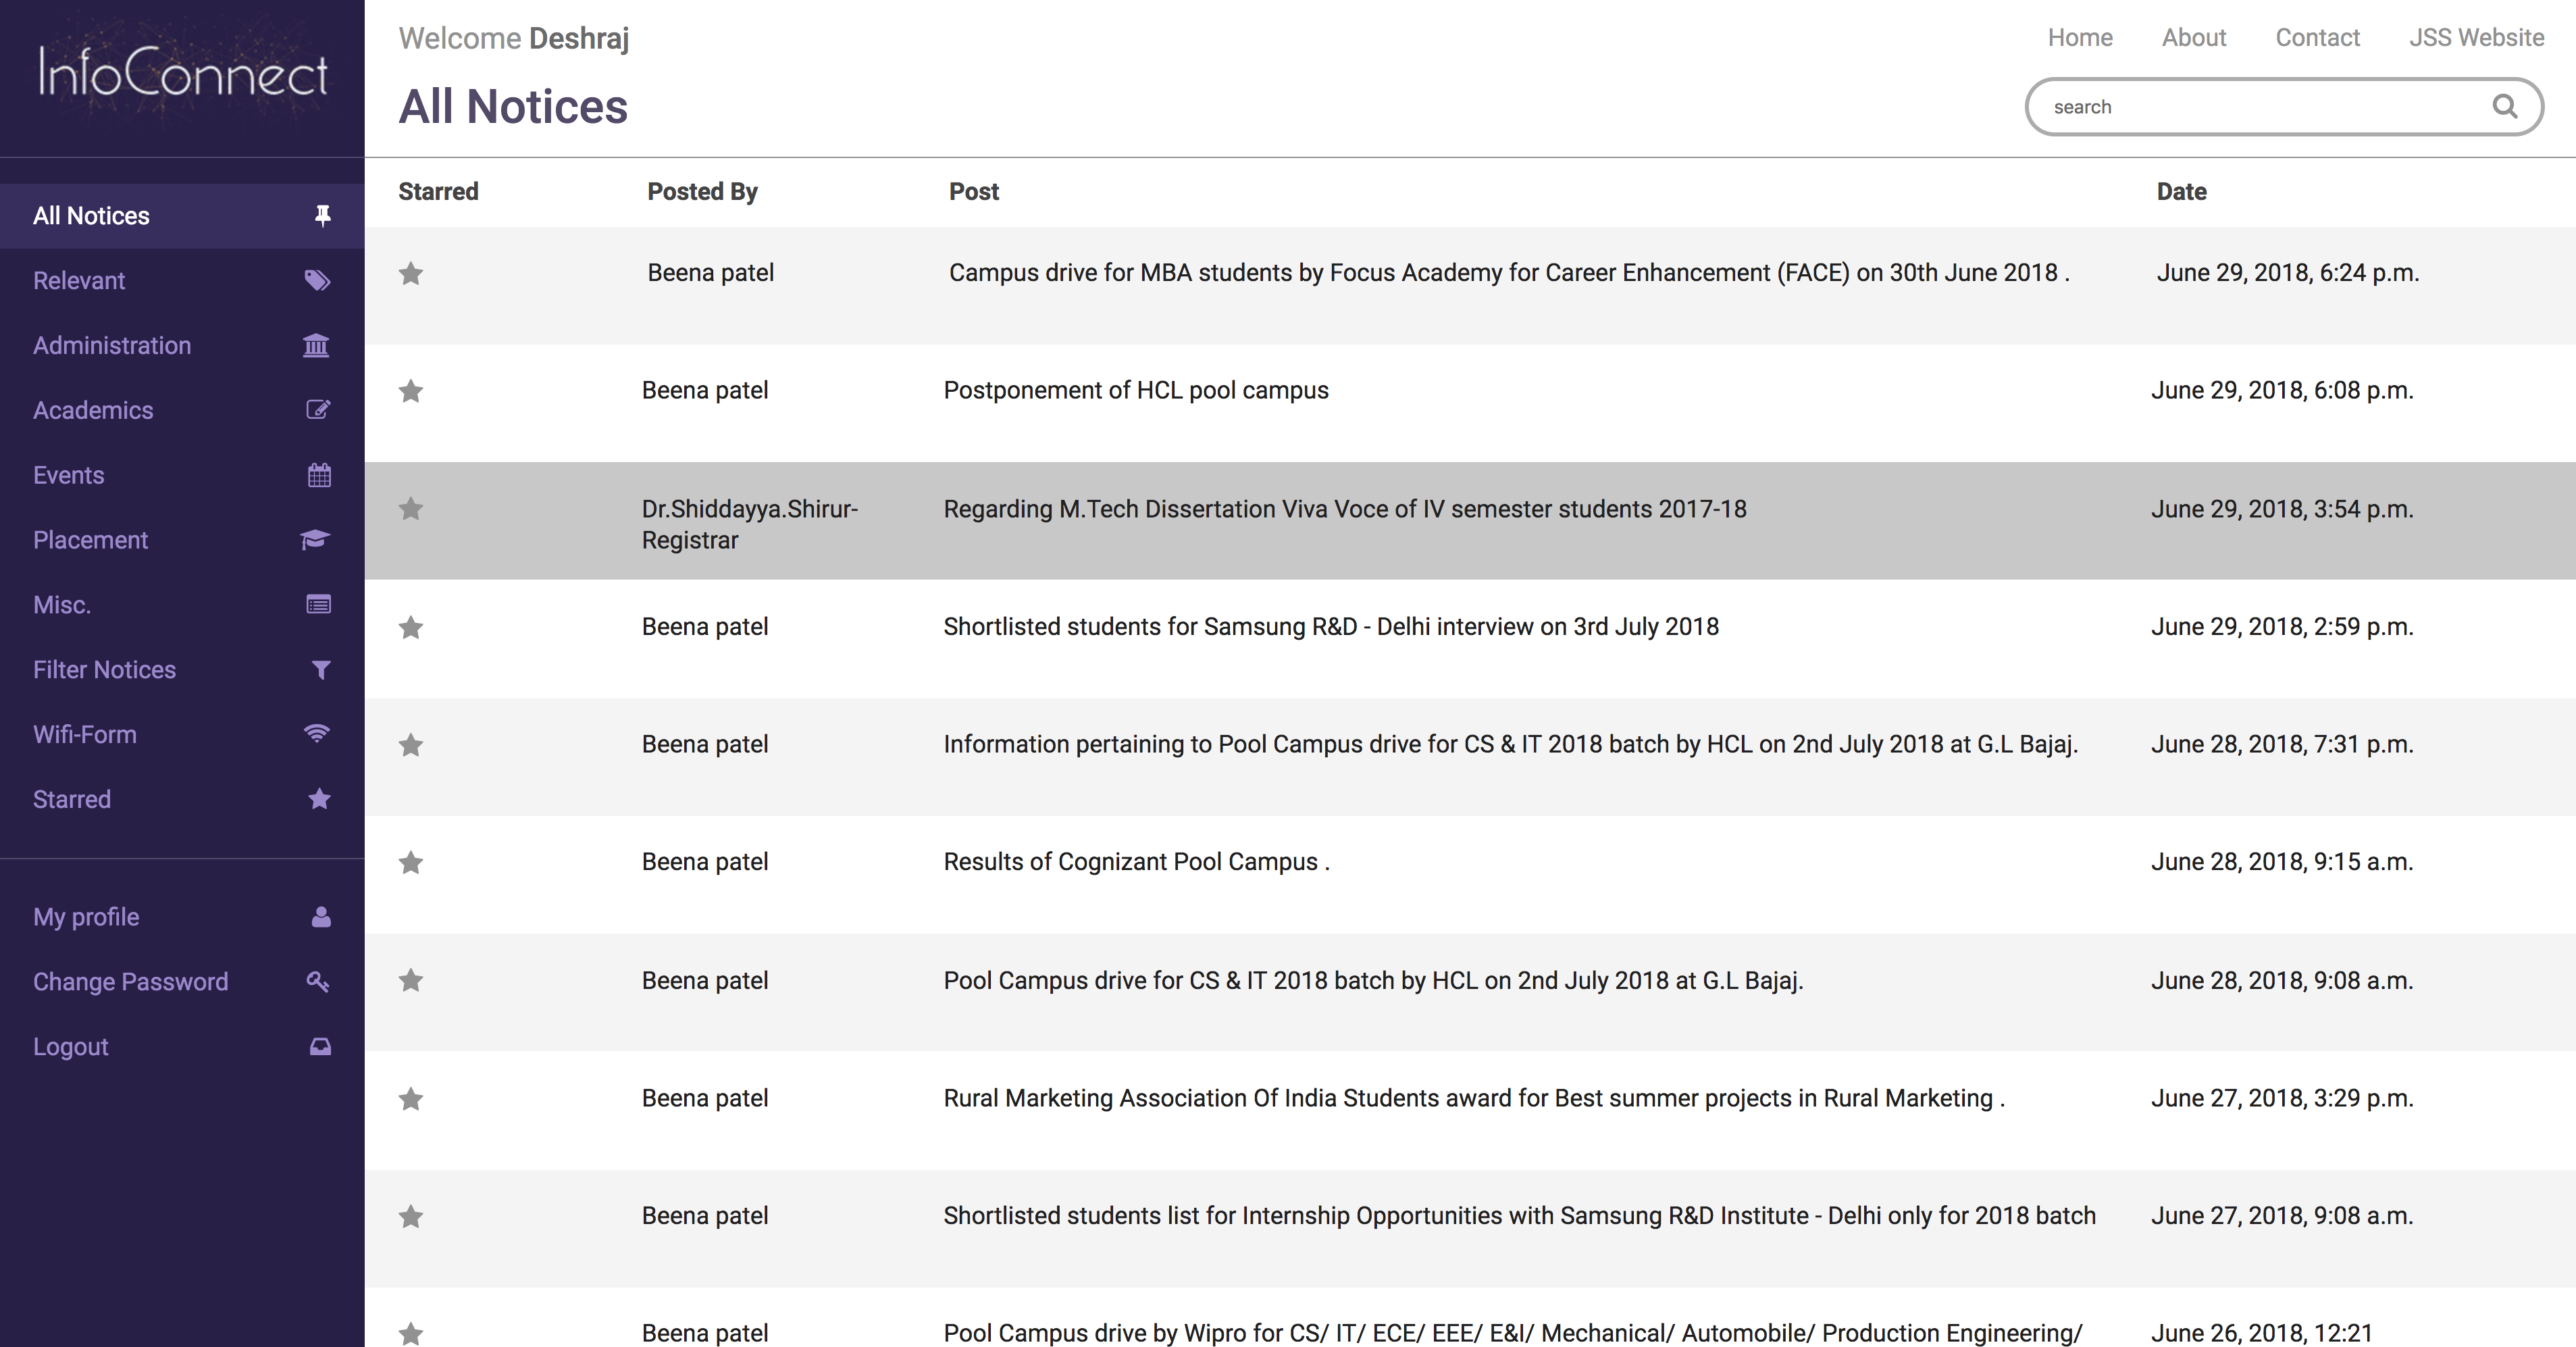 InfoConnect
Welcome Deshraj
Home About Contact JSS Website
All Notices
search
All Notices
Relevant
Administration
Academics
Events
Placement
Misc.
Filter Notices
Wifi-Form
Starred
My profile
Change Password
Logout
Starred Posted By Post Date
Beena patel Campus drive for MBA students by Focus Academy for Career Enhancement (FACE) on 30th June 2018 . June 29, 2018, 6:24 p.m.
Beena patel Postponement of HCL pool campus June 29, 2018, 6:08 p.m.
Dr.Shiddayya.Shirur- Regarding M.Tech Dissertation Viva Voce of IV semester students 2017-18 June 29, 2018, 3:54 p.m.
Registrar
Beena patel Shortlisted students for Samsung R&D - Delhi interview on 3rd July 2018 June 29, 2018, 2:59 p.m.
Beena patel Information pertaining to Pool Campus drive for CS & IT 2018 batch by HCL on 2nd July 2018 at G.L Bajaj. June 28, 2018, 7:31 p.m.
Beena patel Results of Cognizant Pool Campus . June 28, 2018, 9:15 a.m.
Beena patel Pool Campus drive for CS & IT 2018 batch by HCL on 2nd July 2018 at G.L Bajaj. June 28, 2018, 9:08 a.m.
Beena patel Rural Marketing Association Of India Students award for Best summer projects in Rural Marketing . June 27, 2018, 3:29 p.m.
Beena patel Shortlisted students list for Internship Opportunities with Samsung R&D Institute - Delhi only for 2018 batch June 27, 2018, 9:08 a.m.
Beena patel Pool Campus drive by Wipro for CS/ IT/ ECE/ EEE/ E&I/ Mechanical/ Automobile/ Production Engineering/ June 26, 2018, 12:21